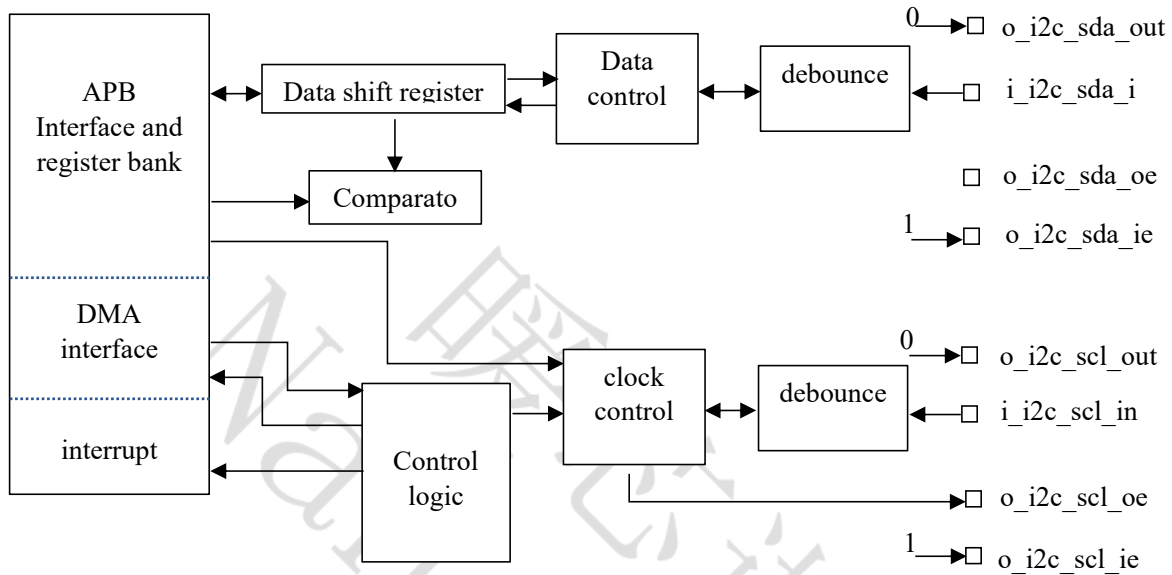 0
o_i2c_sda_out
APB
Interface and
register bank
Data shift register
Data
control
debounce
i_i2c_sda_i
Comparato
o_i2c_sda_oe
1
o_i2c_sda_ie
DMA
interface
0
o_i2c_scl_out
clock
control
debounce
i_i2c_scl_in
interrupt
Control
logic
o_i2c_scl_oe
1
o_i2c_scl_ie